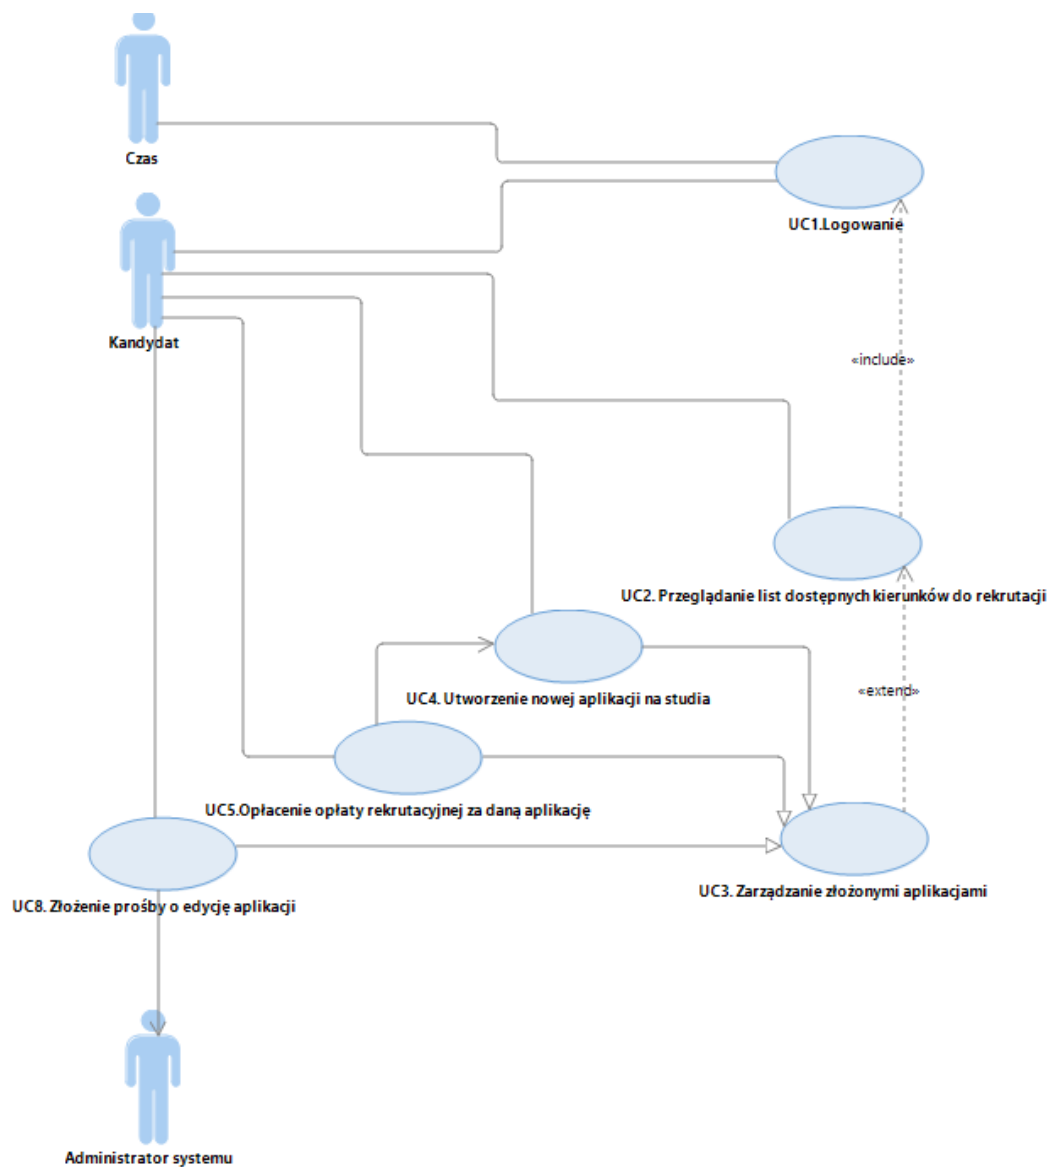 Czas
UC1.Logowanie
Kandydat
«include»
UC2. Przeglądanie list dostępnych kierunków do rekrutacji
«extend»
UC4. Utworzenie nowej aplikacji na studia
UC5.Opłacenie opłaty rekrutacyjnej za daną aplikację
UC3. Zarządzanie złożonymi aplikacjami
UC8. Złożenie prośby o edycję aplikacji
Administrator systemu